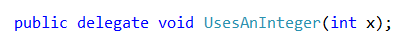 public delegate void UsesAnInteger(int x);